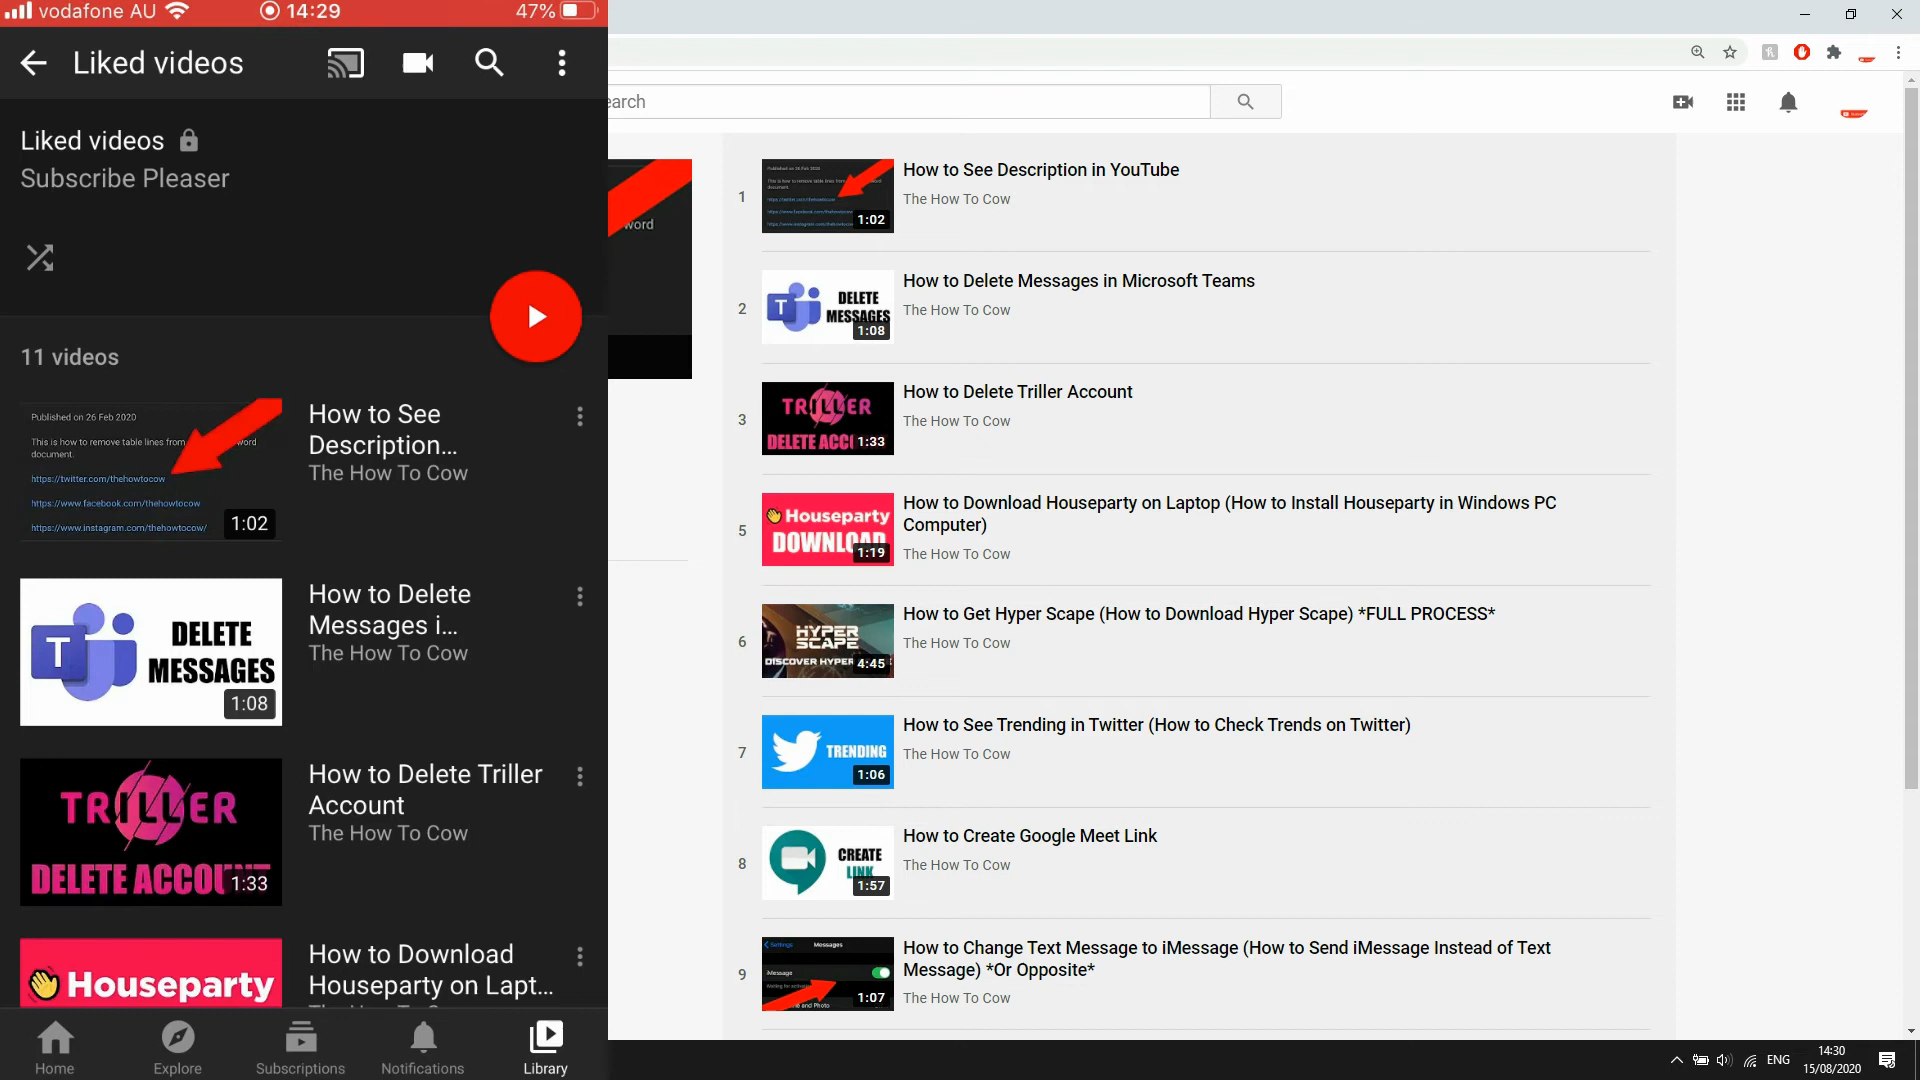 vodafone AU
14:29
47%
Liked videos
Liked videos
Subscribe Pleaser
11 videos
Published on 26 Feb 2020
This is how to remove table lines from
word
document.
https://twitter.com/thehowtocow
https://www.facebook.com/thehowtocow
https://www.instagram.com/thehowtocow/
1:02
How to See
Description...
The How To Cow
T
DELETE
MESSAGES
1:08
How to Delete
Messages i...
The How To Cow
TRILLER
DELETE ACCOUNT
1:33
How to Delete Triller
Account
The How To Cow
Houseparty
How to Download
Houseparty on Lapt...
Home
Explore
Subscriptions
Notifications
Library
earch
word
1
1:02
How to See Description in YouTube
The How To Cow
2
T
DELETE
MESSAGES
1:08
How to Delete Messages in Microsoft Teams
The How To Cow
3
TRILLER
DELETE ACC
1:33
How to Delete Triller Account
The How To Cow
5
Houseparty
DOWNLOAD
1:19
How to Download Houseparty on Laptop (How to Install Houseparty in Windows PC
Computer)
The How To Cow
6
HYPER
SCAPE
DISCOVER HYPER
4:45
How to Get Hyper Scape (How to Download Hyper Scape) *FULL PROCESS*
The How To Cow
7
TRENDING
1:06
How to See Trending in Twitter (How to Check Trends on Twitter)
The How To Cow
8
CREATE
LINK
1:57
How to Create Google Meet Link
The How To Cow
9
Settings
Messages
iMessage
1:07
How to Change Text Message to iMessage (How to Send iMessage Instead of Text
Message) *Or Opposite*
The How To Cow
ENG
14:30
15/08/2020